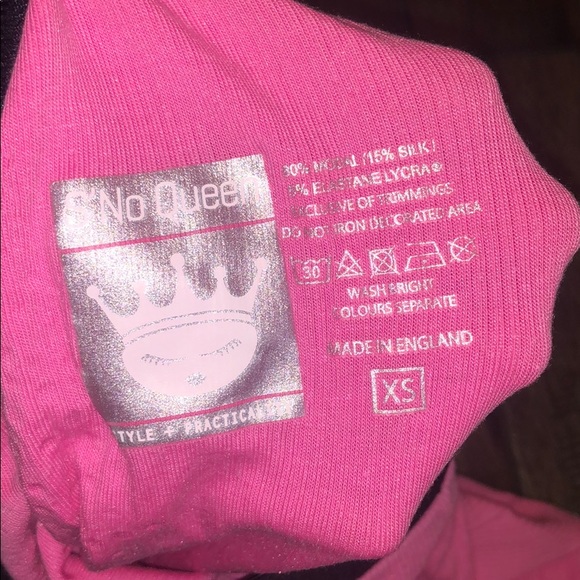 S'No Queen
STYLE + PRACTICAL
80% MODAL /15% SILK /
5% ELASTANE LYCRA®
EXCLUSIVE OF TRIMMINGS
DO NOT IRON DECORATED AREA
30
WASH BRIGHT
COLOURS SEPARATE
MADE IN ENGLAND
XS